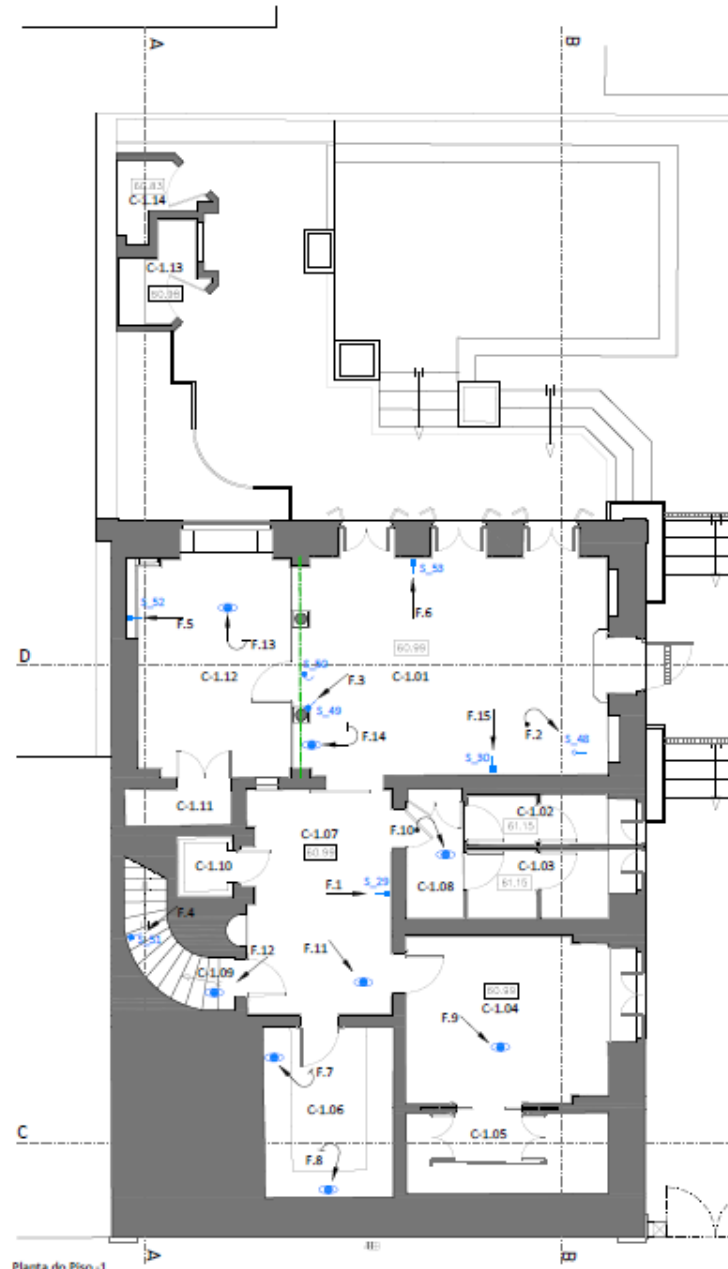 A
B
60.83
C-1.14
C-1.13
60.99
S_52
F.5
F.13
S_53
F.6
60.99
D
C-1.12
S_50
F.3
C-1.01
S_49
F.14
F.15
F.2
S_48
S_30
C-1.11
C-1.02
C-1.07
F.10
61.15
60.99
C-1.10
C-1.03
C-1.08
61.15
S_29
F.1
F.4
S_51
F.12
F.11
C-1.09
60.99
C-1.04
F.9
F.7
C-1.06
C
C-1.05
F.8
A
B
Planta do Piso -1